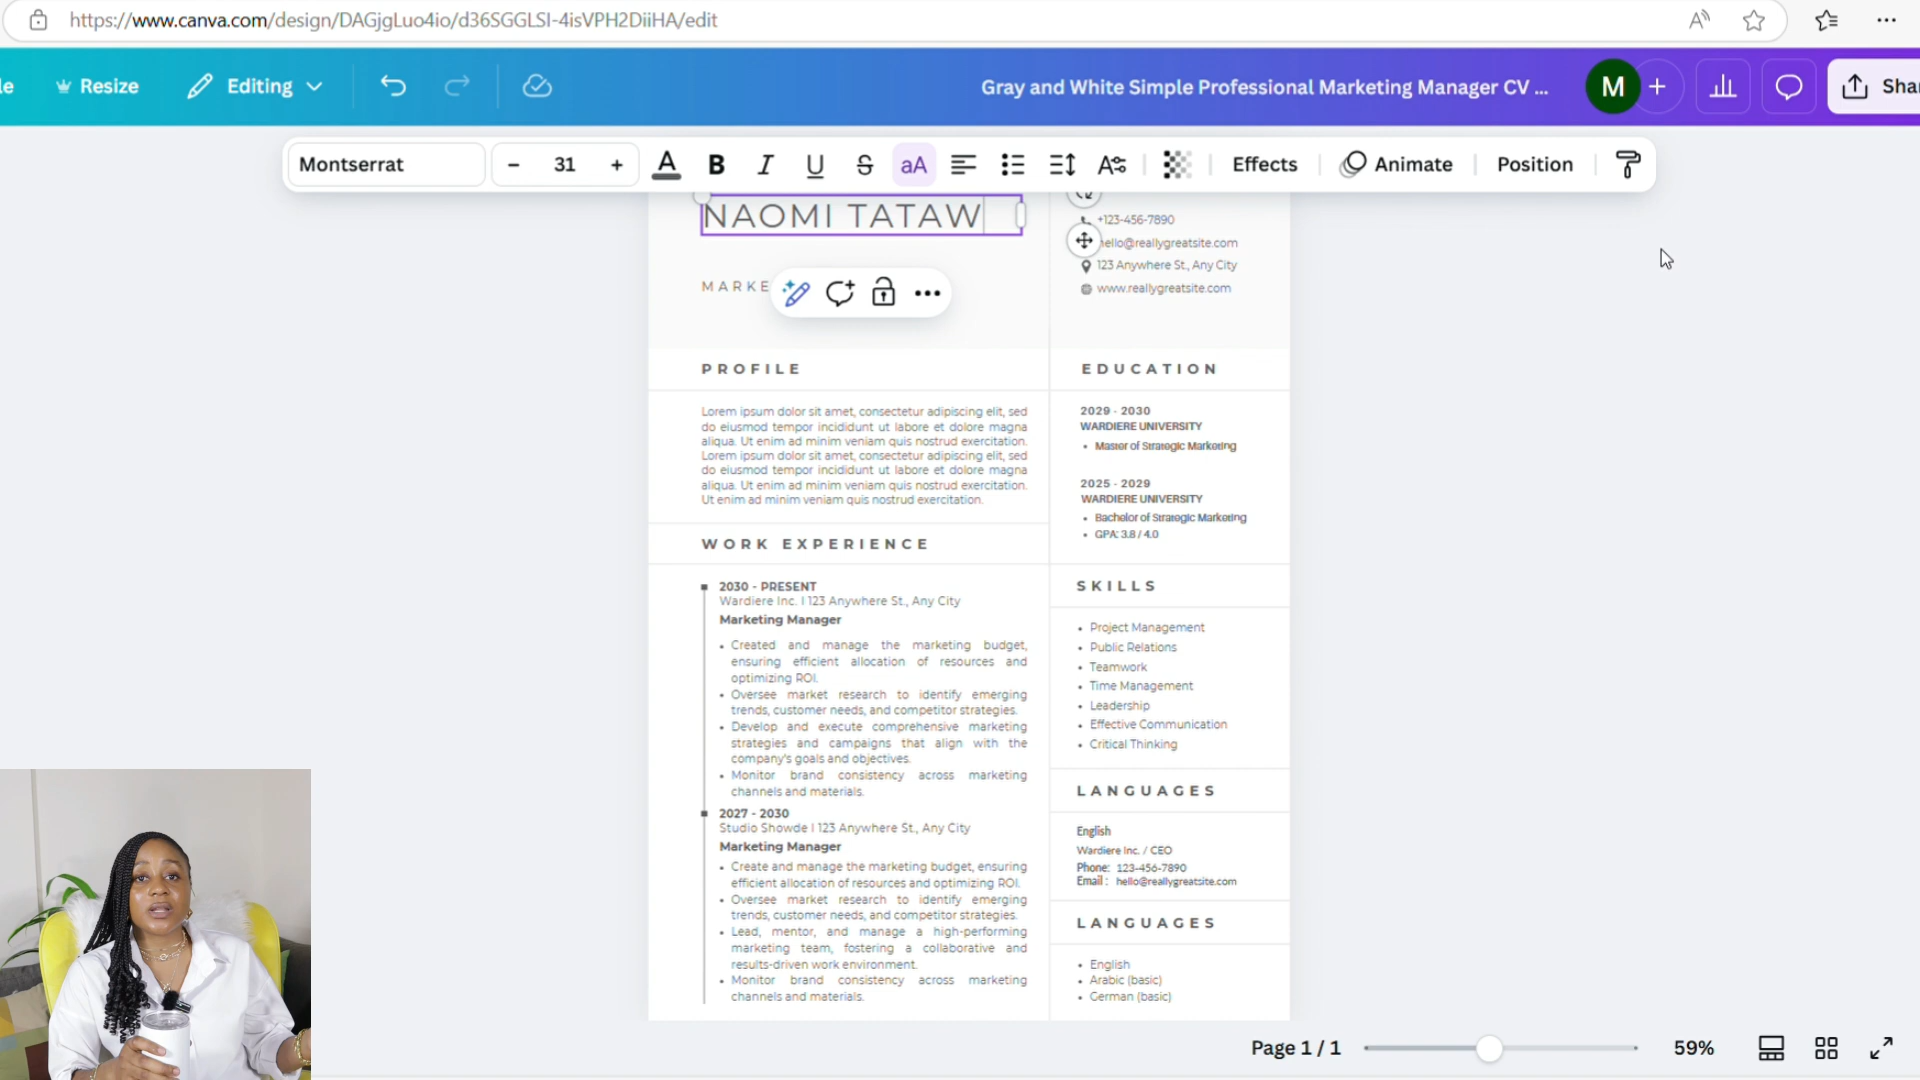 https://www.canva.com/design/DAGjgLuo4io/d36SGGLSI-4isVPH2DiiHA/edit
le
Resize
Editing
Gray and White Simple Professional Marketing Manager CV ...
M
+
Shar
Montserrat
- 31 +
A B I U S aA
Effects
Animate
Position
NAOMI TATAW
MARKE
+123-456-7890
hello@reallygreatsite.com
123 Anywhere St., Any City
www.reallygreatsite.com
PROFILE
Lorem ipsum dolor sit amet, consectetur adipiscing elit, sed
do eiusmod tempor incididunt ut labore et dolore magna
aliqua. Ut enim ad minim veniam quis nostrud exercitation.
Lorem ipsum dolor sit amet, consectetur adipiscing elit, sed
do eiusmod tempor incididunt ut labore et dolore magna
aliqua. Ut enim ad minim veniam quis nostrud exercitation.
Ut enim ad minim veniam quis nostrud exercitation.
WORK EXPERIENCE
2030 - PRESENT
Wardiere Inc. I 123 Anywhere St., Any City
Marketing Manager
• Created and manage the marketing budget,
ensuring efficient allocation of resources and
optimizing ROI.
• Oversee market research to identify emerging
trends, customer needs, and competitor strategies.
• Develop and execute comprehensive marketing
strategies and campaigns that align with the
company's goals and objectives.
• Monitor brand consistency across marketing
channels and materials.
2027 - 2030
Studio Showde I 123 Anywhere St., Any City
Marketing Manager
• Create and manage the marketing budget, ensuring
efficient allocation of resources and optimizing ROI.
• Oversee market research to identify emerging
trends, customer needs, and competitor strategies.
• Lead, mentor, and manage a high-performing
marketing team, fostering a collaborative and
results-driven work environment.
• Monitor brand consistency across marketing
channels and materials.
EDUCATION
2029 - 2030
WARDIERE UNIVERSITY
• Master of Strategic Marketing
2025 - 2029
WARDIERE UNIVERSITY
• Bachelor of Strategic Marketing
• GPA: 3.8 / 4.0
SKILLS
• Project Management
• Public Relations
• Teamwork
• Time Management
• Leadership
• Effective Communication
• Critical Thinking
LANGUAGES
English
Wardiere Inc. / CEO
Phone: 123-456-7890
Email : hello@reallygreatsite.com
LANGUAGES
• English
• Arabic (basic)
• German (basic)
Page 1 / 1
59%